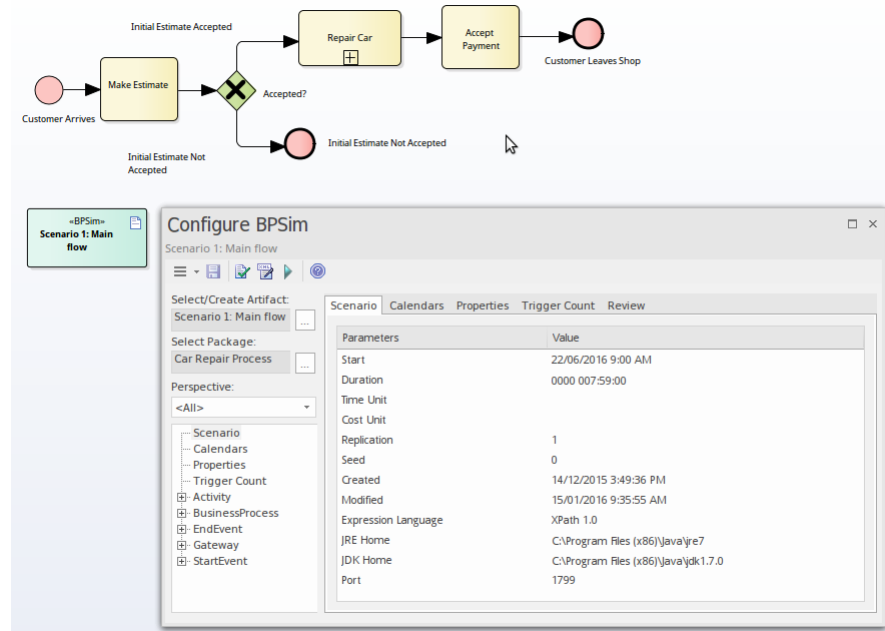 Initial Estimate Accepted
Repair Car
Accept
Payment
Customer Leaves Shop
Make Estimate
Accepted?
Customer Arrives
Initial Estimate Not Accepted
Initial Estimate Not
Accepted
«BPSim»
Scenario 1: Main
flow
Configure BPSim
Scenario 1: Main flow
Select/Create Artifact:
Scenario 1: Main flow
...
Select Package:
Car Repair Process
...
Perspective:
<All>
Scenario
Calendars
Properties
Trigger Count
Activity
BusinessProcess
EndEvent
Gateway
StartEvent
Scenario Calendars Properties Trigger Count Review
Parameters Value
Start 22/06/2016 9:00 AM
Duration 0000 007:59:00
Time Unit
Cost Unit
Replication 1
Seed 0
Created 14/12/2015 3:49:36 PM
Modified 15/01/2016 9:35:55 AM
Expression Language XPath 1.0
JRE Home C:\Program Files (x86)\Java\jre7
JDK Home C:\Program Files (x86)\Java\jdk1.7.0
Port 1799